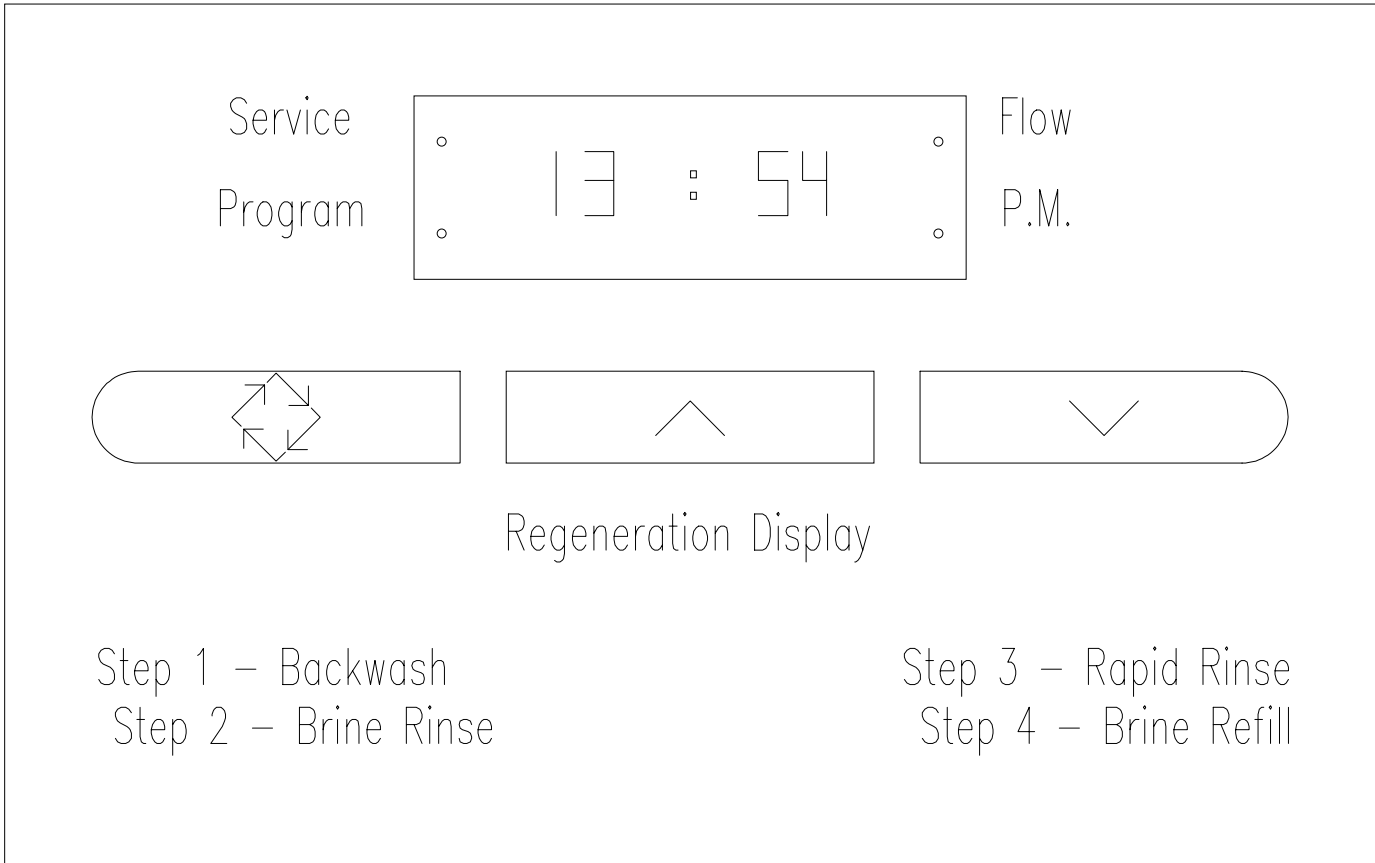 Service
Flow
13 : 54
Program
P.M.
Regeneration Display
Step 1 - Backwash
Step 2 - Brine Rinse
Step 3 - Rapid Rinse
Step 4 - Brine Refill